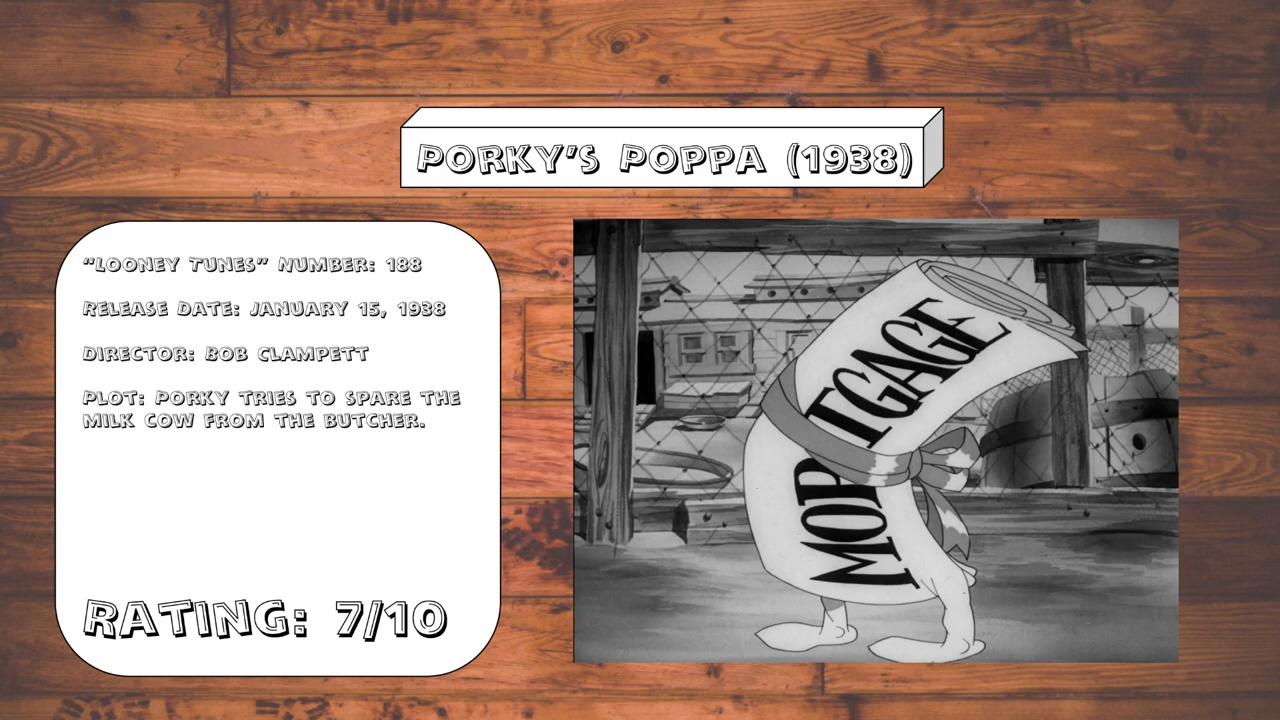 PORKY'S POPPA (1938)
"LOONEY TUNES" NUMBER: 188
RELEASE DATE: JANUARY 15, 1938
DIRECTOR: BOB CLAMPETT
PLOT: PORKY TRIES TO SPARE THE
MILK COW FROM THE BUTCHER.
RATING: 7/10
MORTGAGE